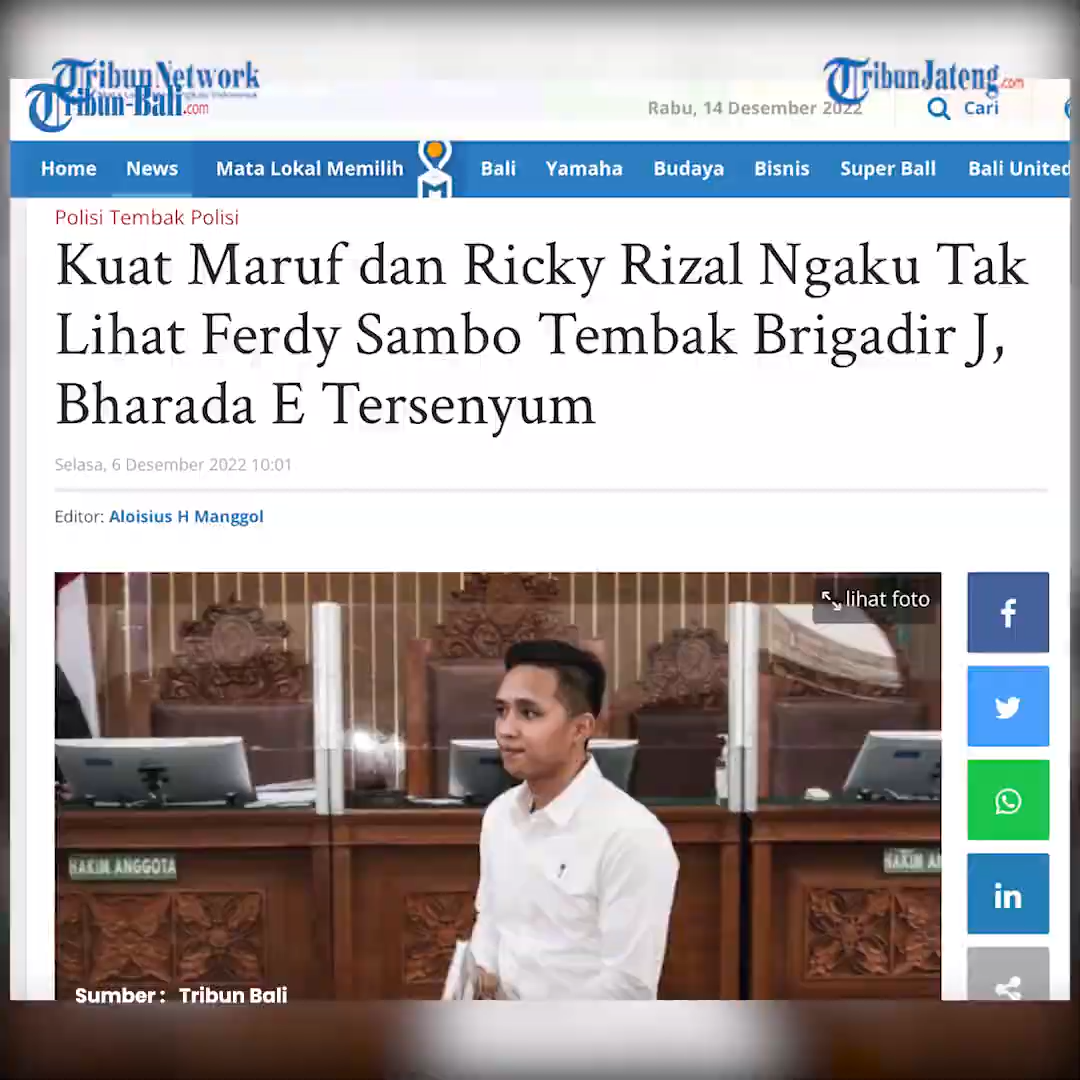 TribunNetwork
TribunJateng.com
Tribun-Bali.com
Rabu, 14 Desember 2022
Cari
Home News Mata Lokal Memilih Bali Yamaha Budaya Bisnis Super Ball Bali United
Polisi Tembak Polisi
Kuat Maruf dan Ricky Rizal Ngaku Tak
Lihat Ferdy Sambo Tembak Brigadir J,
Bharada E Tersenyum
Selasa, 6 Desember 2022 10:01
Editor: Aloisius H Manggol
lihat foto
HAKIM ANGGOTA
HAKIM AN
Sumber : Tribun Bali